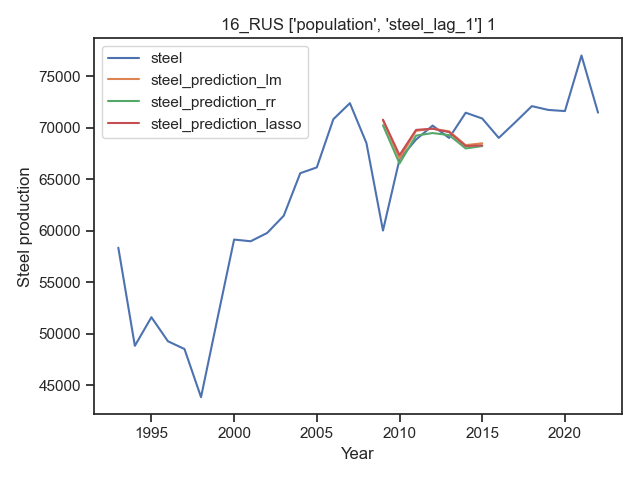 16_RUS ['population', 'steel_lag_1'] 1
steel
steel_prediction_lm
steel_prediction_rr
steel_prediction_lasso
75000
70000
65000
60000
55000
50000
45000
Steel production
1995
2000
2005
2010
2015
2020
Year